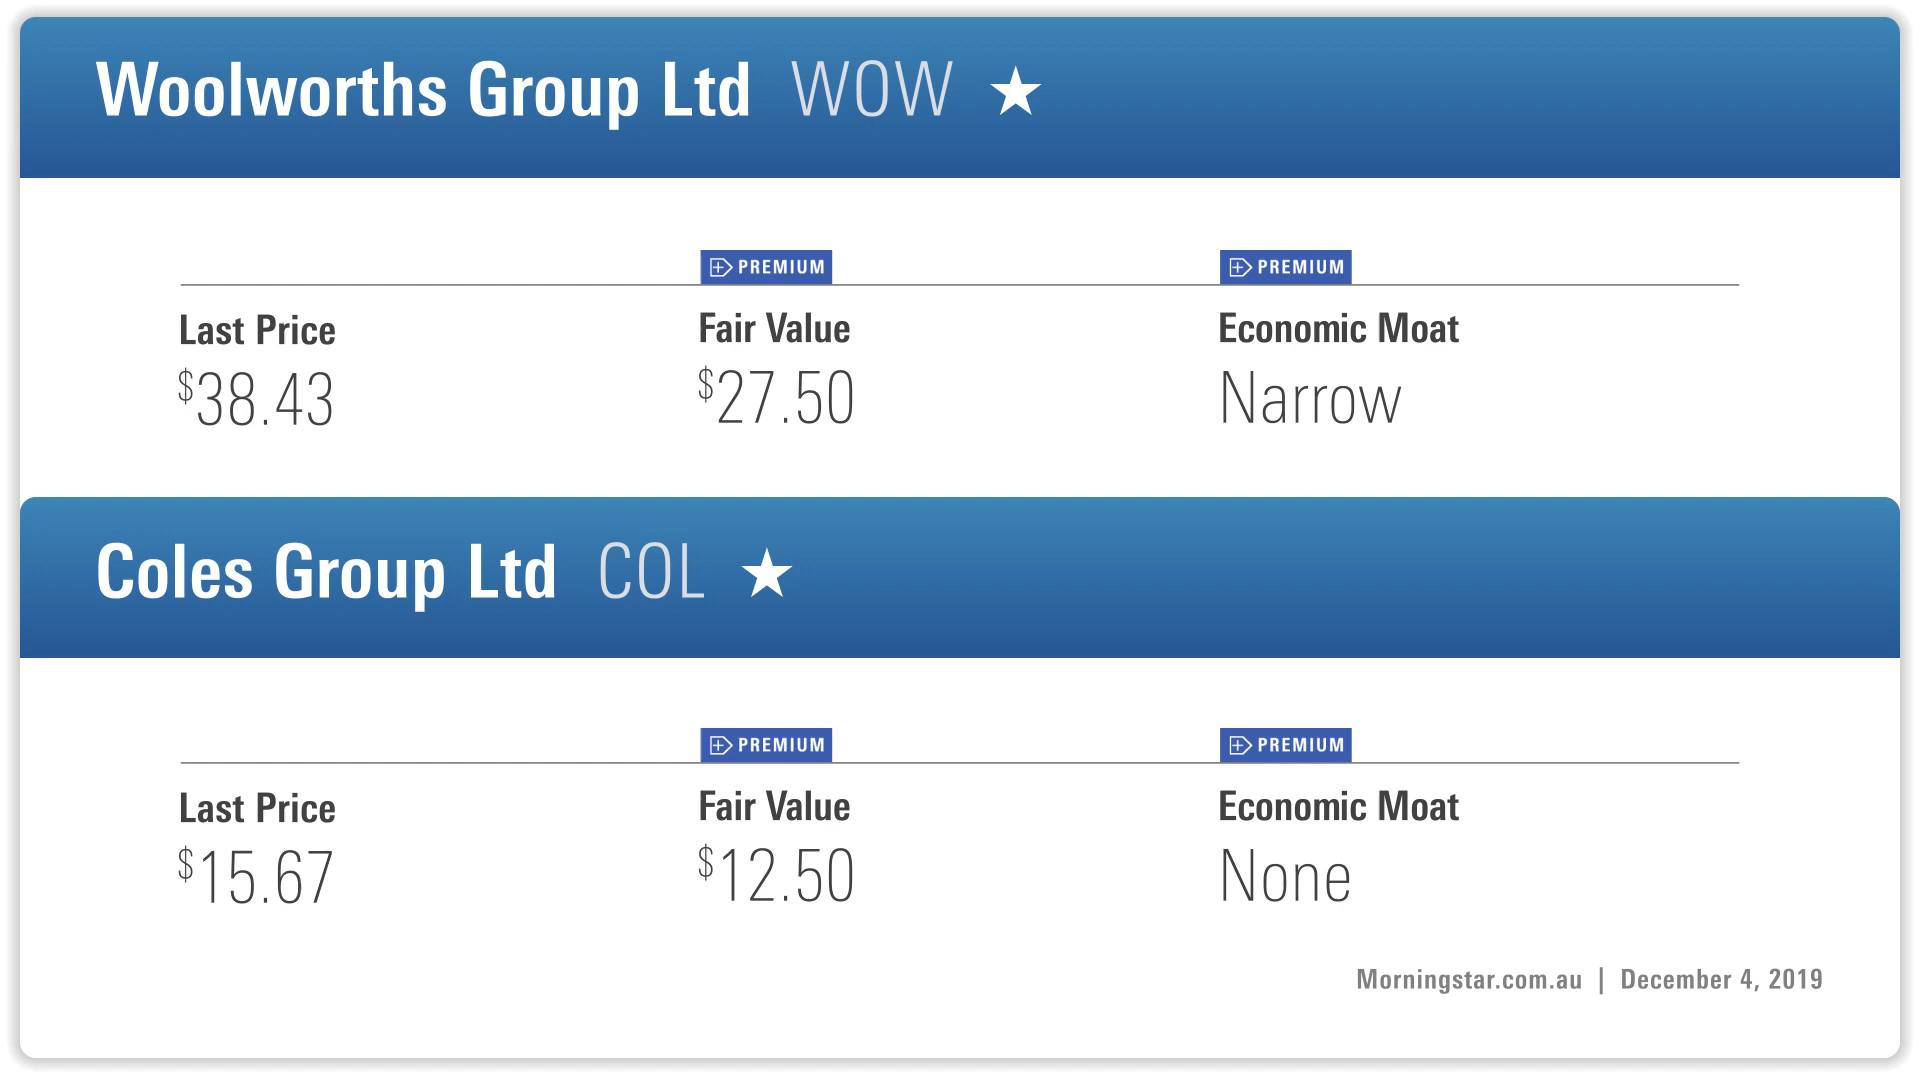 Woolworths Group Ltd WOW ★
PREMIUM PREMIUM
Last Price Fair Value Economic Moat
$38.43 $27.50 Narrow
Coles Group Ltd COL ★
PREMIUM PREMIUM
Last Price Fair Value Economic Moat
$15.67 $12.50 None
Morningstar.com.au | December 4, 2019